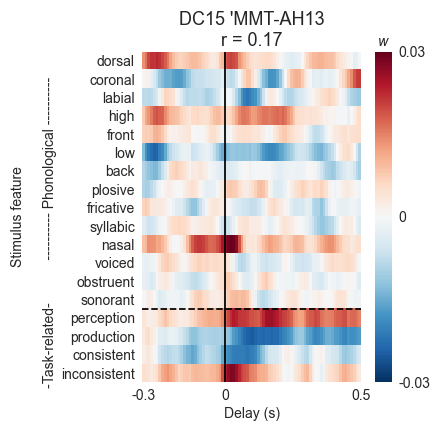 DC15 'MMT-AH13
r = 0.17
w
dorsal
coronal
labial
high
front
low
back
plosive
fricative
syllabic
nasal
voiced
obstruent
sonorant
perception
production
consistent
inconsistent
Stimulus feature
-Task-related- ---------- Phonological ----------
0.03
0
-0.03
-0.3 0 0.5
Delay (s)